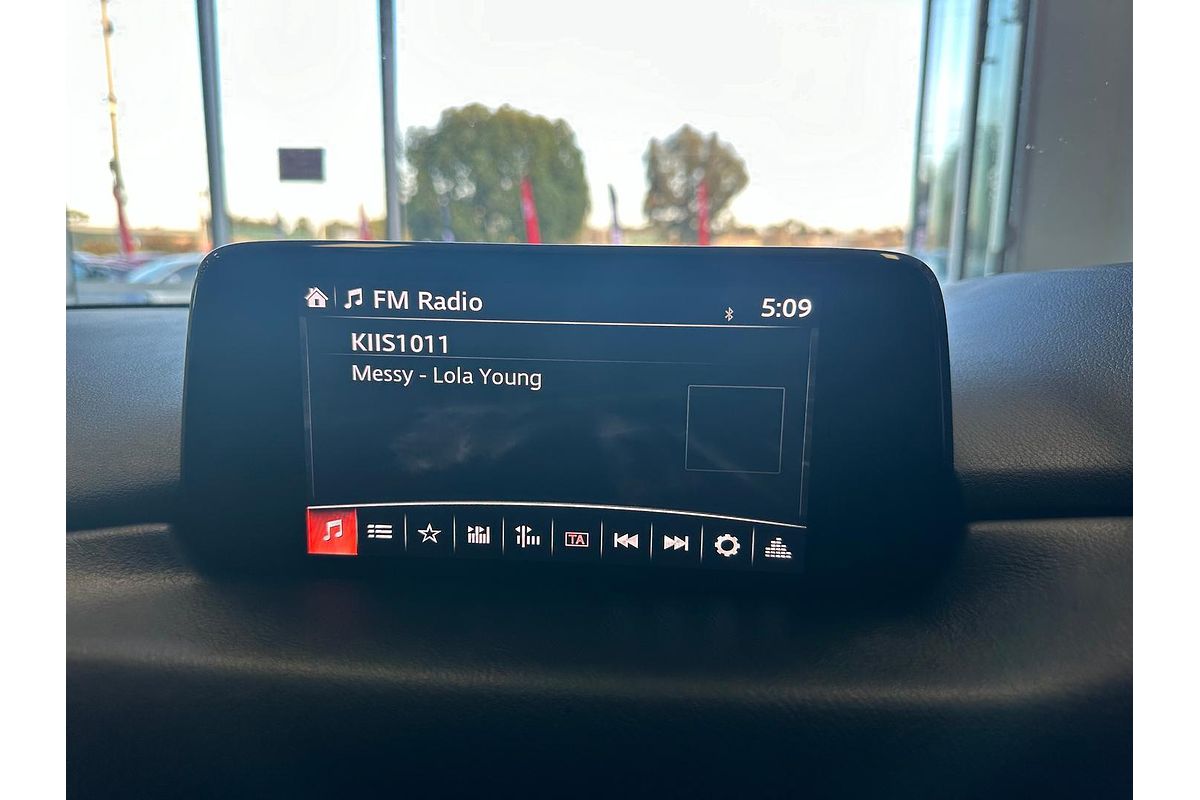 FM Radio
5:09
KIIS1011
Messy - Lola Young
TA